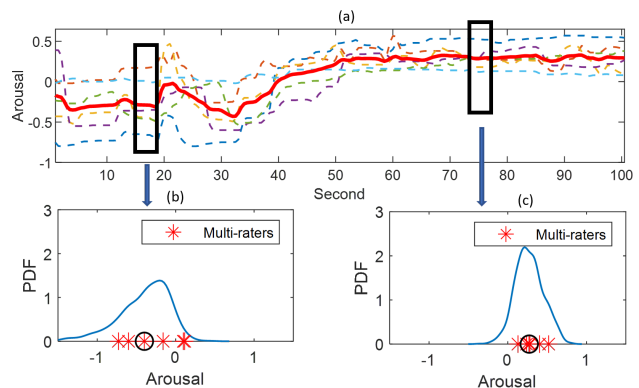 (a)
0.5
0
-0.5
-1
Arousal
10 20 30 40 50 60 70 80 90 100
Second
(b)
3
2
1
0
PDF
Multi-raters
-1 0 1
Arousal
(c)
3
2
1
0
PDF
Multi-raters
-1 0 1
Arousal